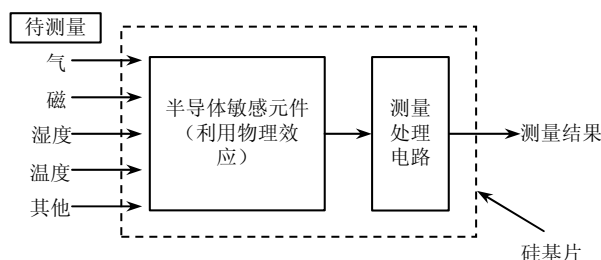 待测量
气
磁
湿度
温度
其他
半导体敏感元件
（利用物理效
应）
测量
处理
电路
测量结果
硅基片